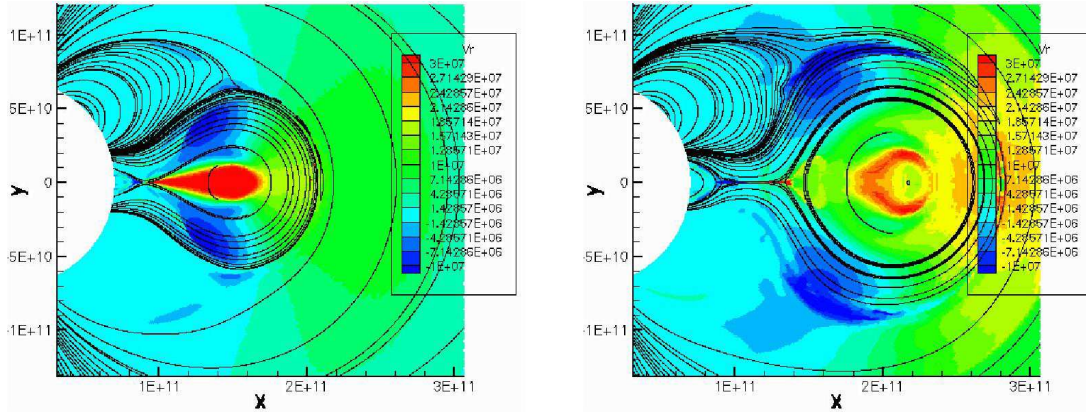 1E+11
5E+10
Y
0
5E+10
-1E+11
1E+11
2E+11
3E+11
X
Vr
3E+07
2.71429E+07
2.42857E+07
2.14286E+07
1.85714E+07
1.57143E+07
1.28571E+07
1E+07
7.14286E+06
4.28571E+06
1.42857E+06
-1.42857E+06
-4.28571E+06
-7.14286E+06
-1E+07
1E+11
5E+10
Y
0
5E+10
-1E+11
1E+11
2E+11
3E+11
X
Vr
3E+07
2.71429E+07
2.42857E+07
2.14286E+07
1.85714E+07
1.57143E+07
1.28571E+07
1E+07
7.14286E+06
4.28571E+06
1.42857E+06
-1.42857E+06
-4.28571E+06
-7.14286E+06
-1E+07